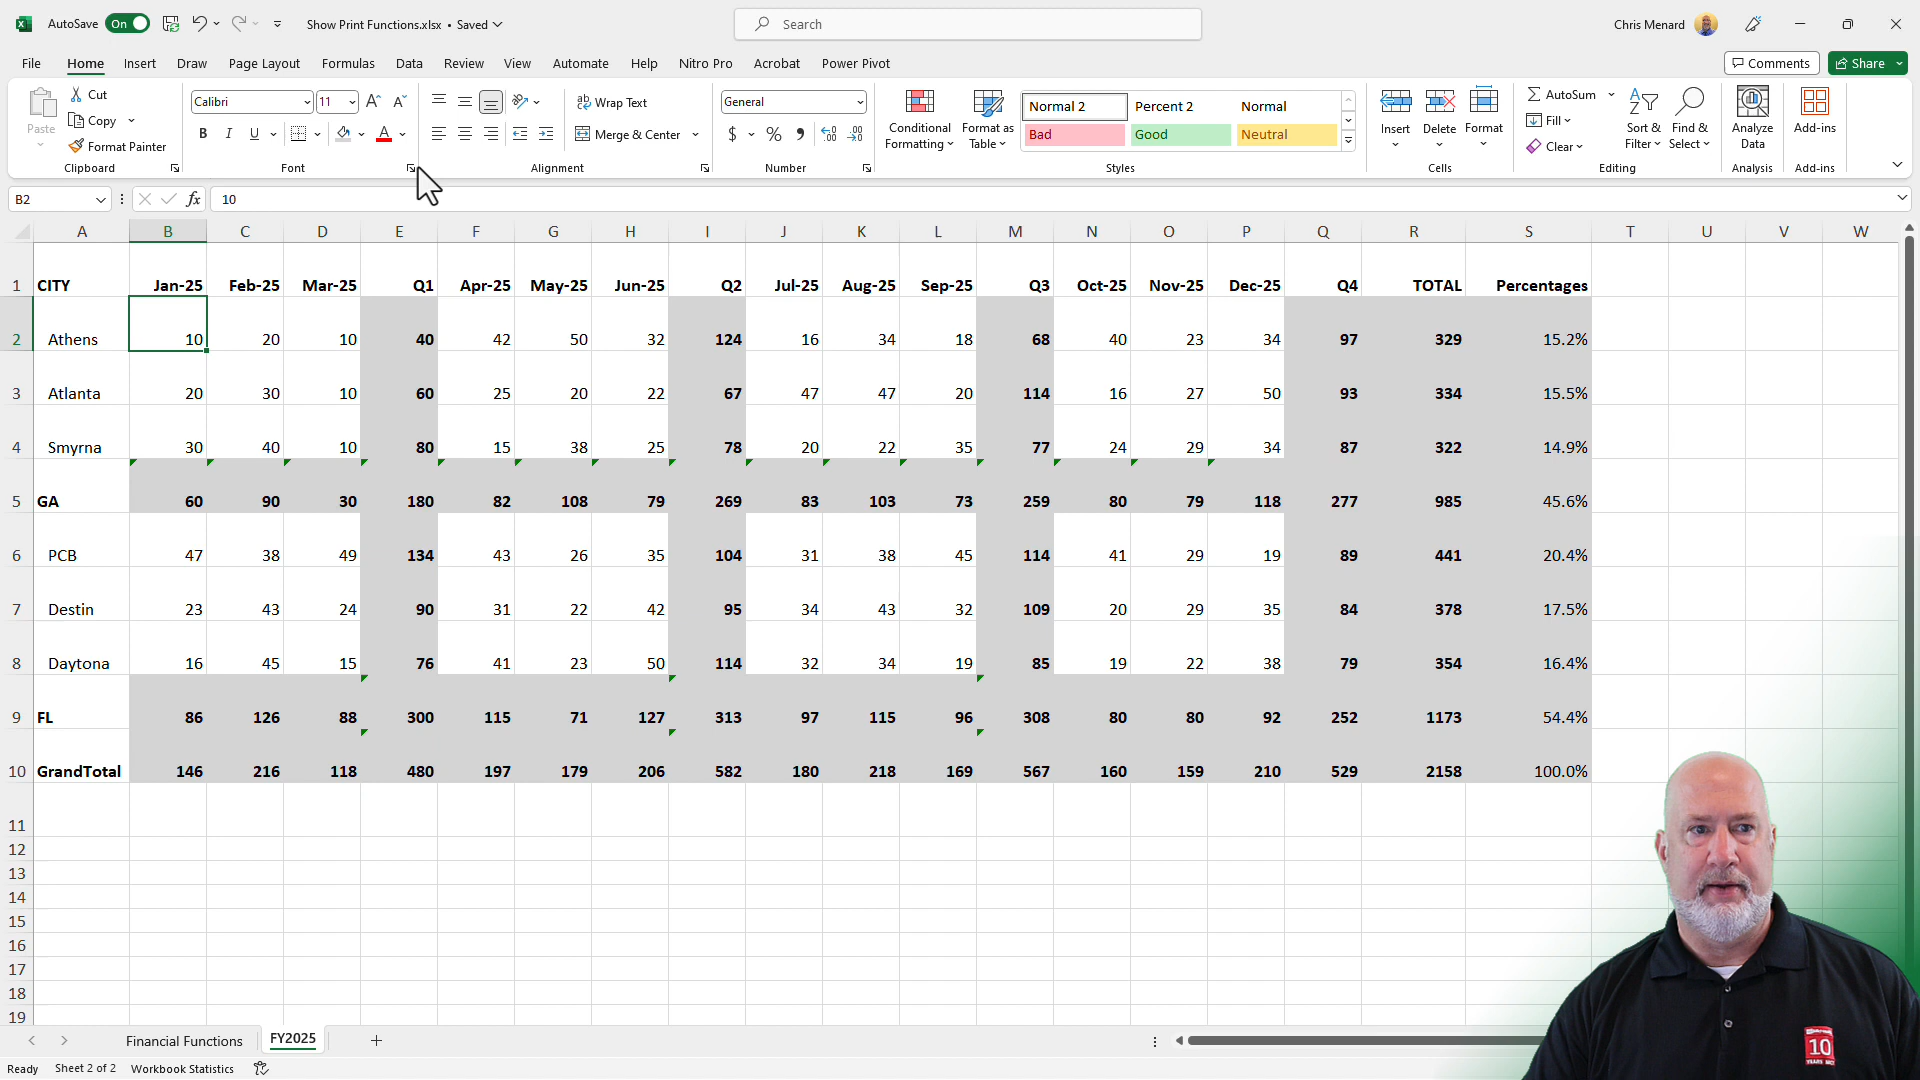 AutoSave On Show Print Functions.xlsx • Saved Search Chris Menard
File Home Insert Draw Page Layout Formulas Data Review View Automate Help Nitro Pro Acrobat Power Pivot Comments Share
Paste Cut Copy Format Painter Clipboard
Calibri 11 B I U A Font
Wrap Text Merge & Center Alignment
General $ % Number
Conditional Formatting Format as Table Normal 2 Percent 2 Normal Bad Good Neutral Styles
Insert Delete Format Cells
AutoSum Fill Clear Sort & Filter Find & Select Editing
Analyze Data Analysis
Add-ins Add-ins
B2 fx 10
A B C D E F G H I J K L M N O P Q R S T U V W
1 CITY Jan-25 Feb-25 Mar-25 Q1 Apr-25 May-25 Jun-25 Q2 Jul-25 Aug-25 Sep-25 Q3 Oct-25 Nov-25 Dec-25 Q4 TOTAL Percentages
2 Athens 10 20 10 40 42 50 32 124 16 34 18 68 40 23 34 97 329 15.2%
3 Atlanta 20 30 10 60 25 20 22 67 47 47 20 114 16 27 50 93 334 15.5%
4 Smyrna 30 40 10 80 15 38 25 78 20 22 35 77 24 29 34 87 322 14.9%
5 GA 60 90 30 180 82 108 79 269 83 103 73 259 80 79 118 277 985 45.6%
6 PCB 47 38 49 134 43 26 35 104 31 38 45 114 41 29 19 89 441 20.4%
7 Destin 23 43 24 90 31 22 42 95 34 43 32 109 20 29 35 84 378 17.5%
8 Daytona 16 45 15 76 41 23 50 114 32 34 19 85 19 22 38 79 354 16.4%
9 FL 86 126 88 300 115 71 127 313 97 115 96 308 80 80 92 252 1173 54.4%
10 GrandTotal 146 216 118 480 197 179 206 582 180 218 169 567 160 159 210 529 2158 100.0%
11
12
13
14
15
16
17
18
19
Financial Functions FY2025
Ready Sheet 2 of 2 Workbook Statistics
10